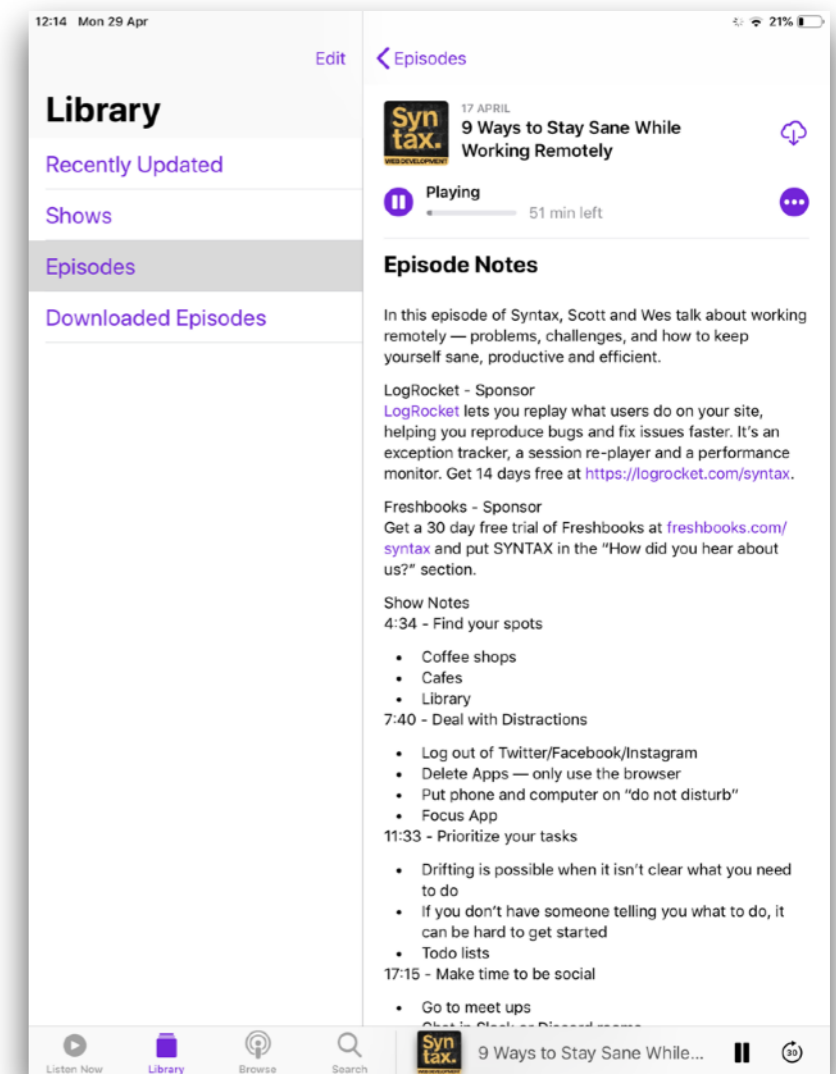 12:14 Mon 29 Apr
21%
Edit
Library
Recently Updated
Shows
Episodes
Downloaded Episodes
Episodes
Syn
tax.
WEB DEVELOPMENT
17 APRIL
9 Ways to Stay Sane While
Working Remotely
Playing
51 min left
Episode Notes
In this episode of Syntax, Scott and Wes talk about working
remotely — problems, challenges, and how to keep
yourself sane, productive and efficient.
LogRocket - Sponsor
LogRocket lets you replay what users do on your site,
helping you reproduce bugs and fix issues faster. It’s an
exception tracker, a session re-player and a performance
monitor. Get 14 days free at https://logrocket.com/syntax.
Freshbooks - Sponsor
Get a 30 day free trial of Freshbooks at freshbooks.com/
syntax and put SYNTAX in the “How did you hear about
us?” section.
Show Notes
4:34 - Find your spots
• Coffee shops
• Cafes
• Library
7:40 - Deal with Distractions
• Log out of Twitter/Facebook/Instagram
• Delete Apps — only use the browser
• Put phone and computer on “do not disturb”
• Focus App
11:33 - Prioritize your tasks
• Drifting is possible when it isn’t clear what you need
to do
• If you don’t have someone telling you what to do, it
can be hard to get started
• Todo lists
17:15 - Make time to be social
• Go to meet ups
• Chat in Slack or Discord rooms
Listen Now
Library
Browse
Search
Syn
tax.
9 Ways to Stay Sane While...
30